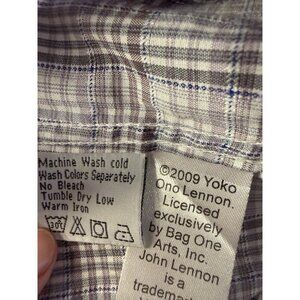 Machine Wash cold
Wash Colors Separately
No Bleach
Tumble Dry Low
Warm Iron
30°
©2009 Yoko
Ono Lennon.
Licensed
exclusively
by Bag One
Arts, Inc.
John Lennon
is a
trademark